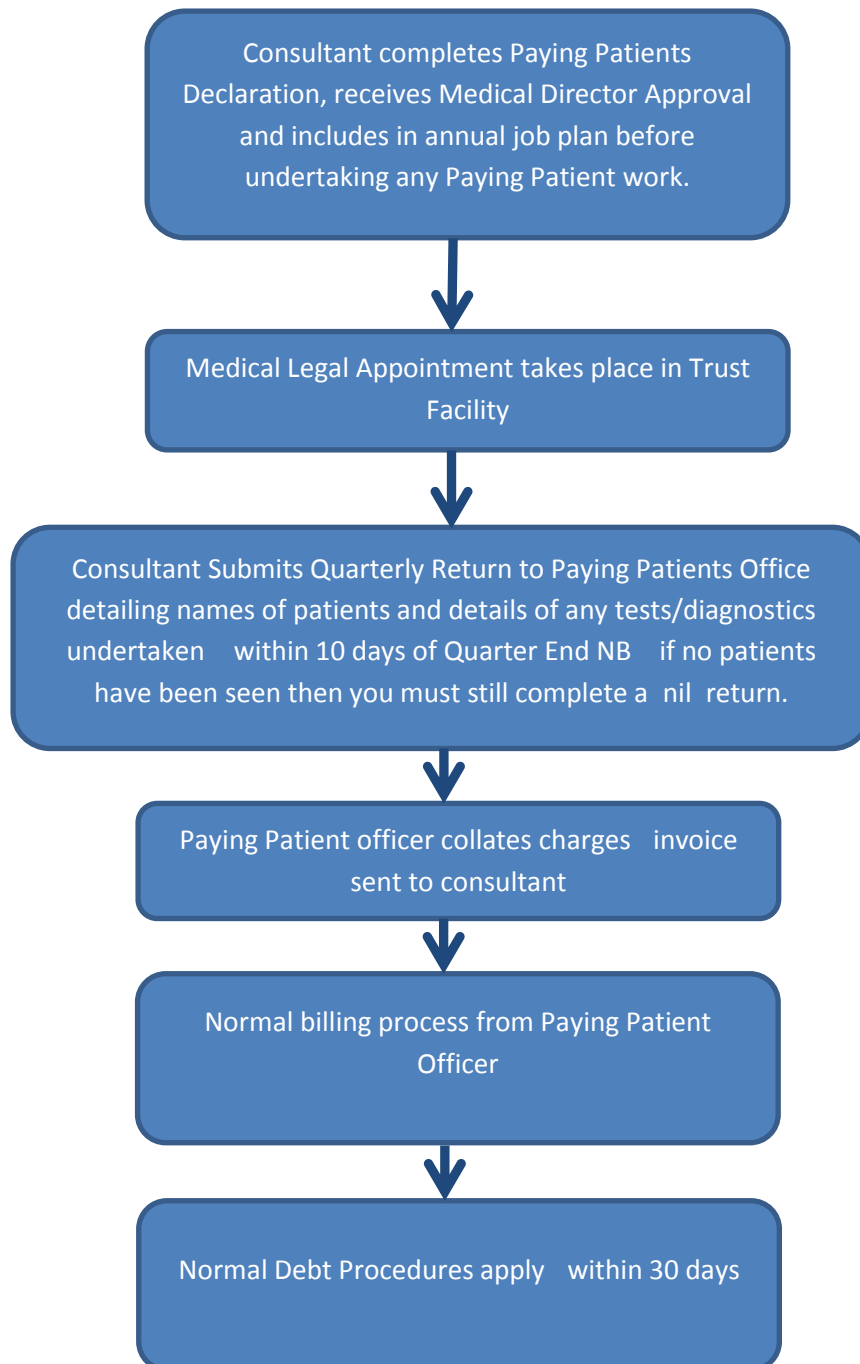 Consultant completes Paying Patients
Declaration, receives Medical Director Approval
and includes in annual job plan before
undertaking any Paying Patient work.
Medical Legal Appointment takes place in Trust
Facility
Consultant Submits Quarterly Return to Paying Patients Office
detailing names of patients and details of any tests/diagnostics
undertaken within 10 days of Quarter End NB if no patients
have been seen then you must still complete a nil return.
Paying Patient officer collates charges invoice
sent to consultant
Normal billing process from Paying Patient
Officer
Normal Debt Procedures apply within 30 days